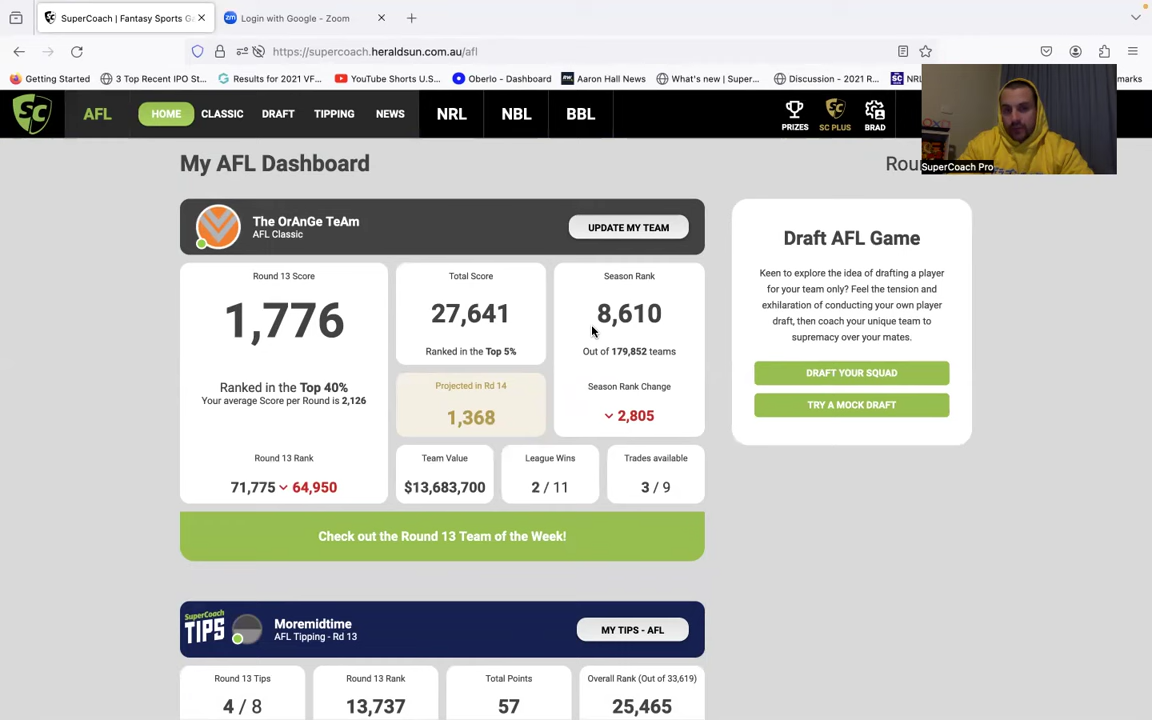 SuperCoach | Fantasy Sports Ga
Login with Google - Zoom
https://supercoach.heraldsun.com.au/afl
Getting Started
3 Top Recent IPO St...
Results for 2021 VF...
YouTube Shorts U.S...
Oberlo - Dashboard
Aaron Hall News
What's new | Super...
Discussion - 2021 R...
NRL
SC
AFL
HOME
CLASSIC
DRAFT
TIPPING
NEWS
NRL
NBL
BBL
PRIZES
SC PLUS
BRAD
SuperCoach Pro
My AFL Dashboard
The OrAnGe TeAm
AFL Classic
UPDATE MY TEAM
Round 13 Score
1,776
Ranked in the Top 40%
Your average Score per Round is 2,126
Round 13 Rank
71,775 64,950
Total Score
27,641
Ranked in the Top 5%
Projected in Rd 14
1,368
Season Rank
8,610
Out of 179,852 teams
Season Rank Change
2,805
Team Value
$13,683,700
League Wins
2 / 11
Trades available
3 / 9
Check out the Round 13 Team of the Week!
Draft AFL Game
Keen to explore the idea of drafting a player
for your team only? Feel the tension and
exhilaration of conducting your own player
draft, then coach your unique team to
supremacy over your mates.
DRAFT YOUR SQUAD
TRY A MOCK DRAFT
SuperCoach
TIPS
Moremidtime
AFL Tipping - Rd 13
MY TIPS - AFL
Round 13 Tips
4 / 8
Round 13 Rank
13,737
Total Points
57
Overall Rank (Out of 33,619)
25,465